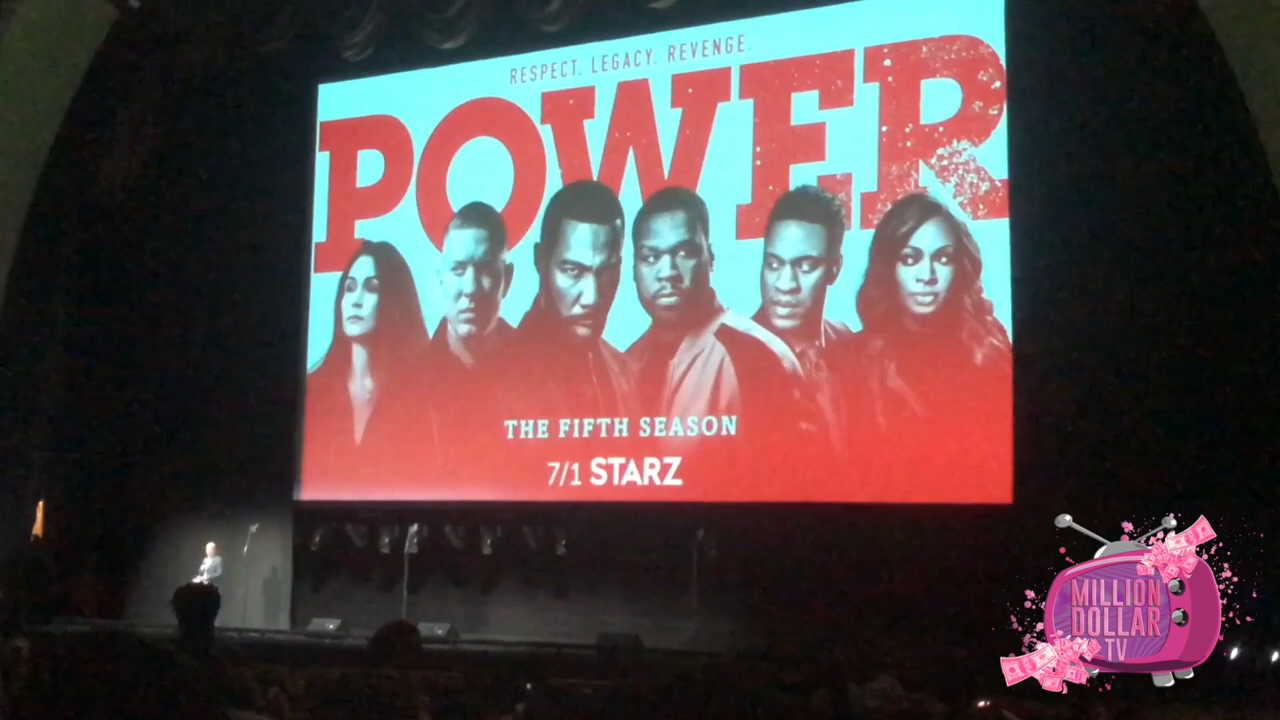 RESPECT. LEGACY. REVENGE.
POWER
THE FIFTH SEASON
7/1 STARZ
MILLION
DOLLAR
TV